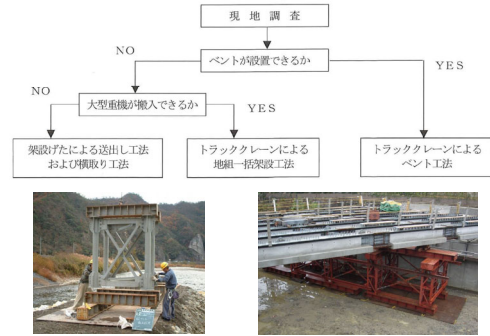 現地調査
NO
ベントが設置できるか
YES
NO
大型重機が搬入できるか
YES
架設げたによる送出し工法
および横取り工法
トラッククレーンによる
地組一括架設工法
トラッククレーンによる
ベント工法